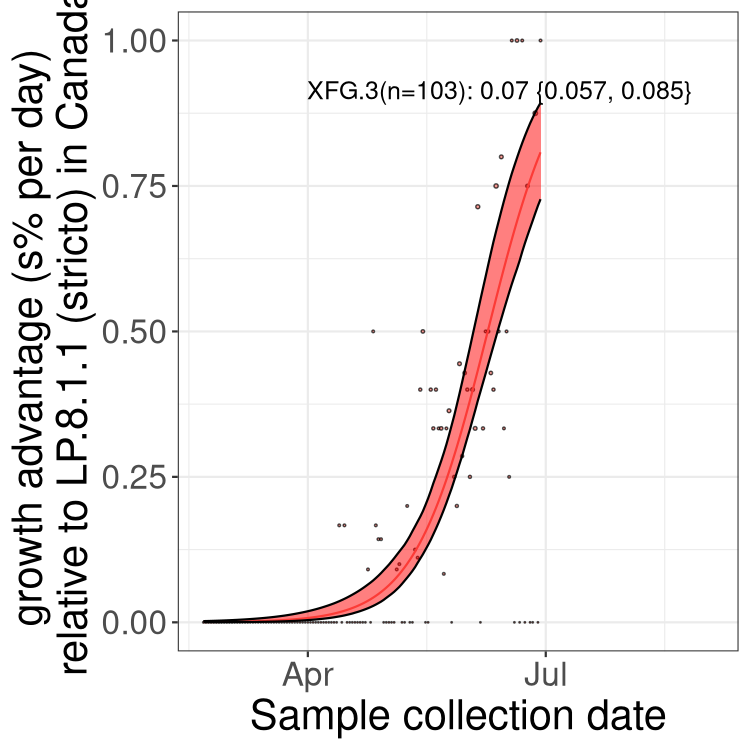 growth advantage (s% per day)
relative to LP.8.1.1 (stricto) in Canada
1.00
0.75
0.50
0.25
0.00
XFG.3(n=103): 0.07 {0.057, 0.085}
Apr
Jul
Sample collection date